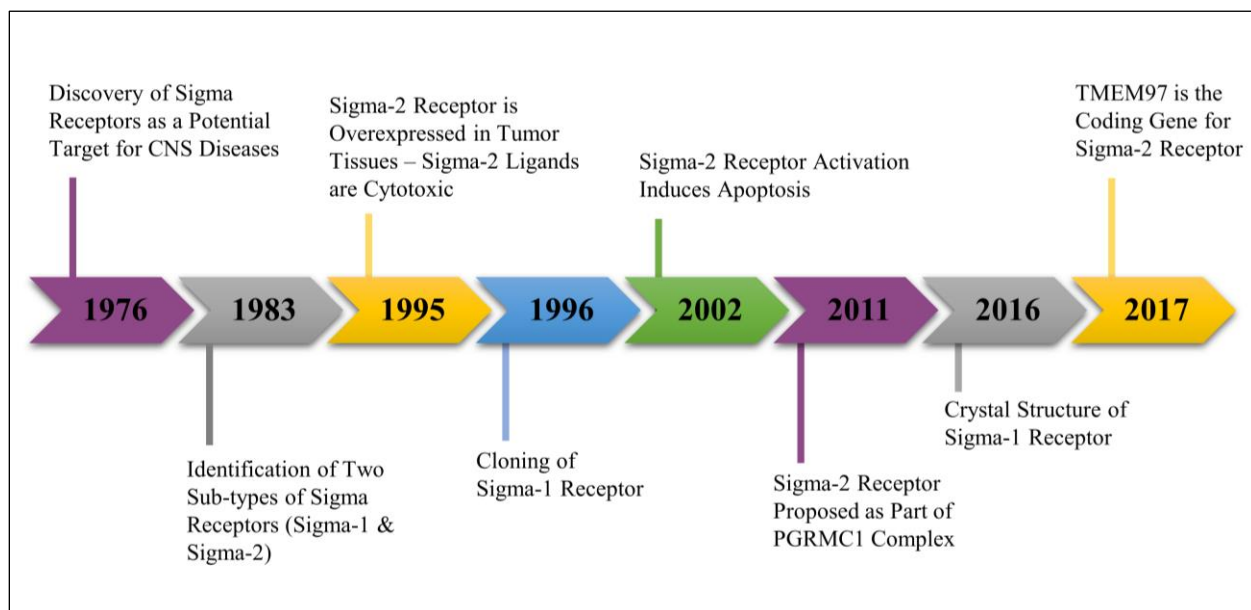 Discovery of Sigma
Receptors as a Potential
Target for CNS Diseases
Sigma-2 Receptor is
Overexpressed in Tumor
Tissues – Sigma-2 Ligands
are Cytotoxic
Sigma-2 Receptor Activation
Induces Apoptosis
TMEM97 is the
Coding Gene for
Sigma-2 Receptor
1976
1983
1995
1996
2002
2011
2016
2017
Identification of Two
Sub-types of Sigma
Receptors (Sigma-1 &
Sigma-2)
Cloning of
Sigma-1 Receptor
Sigma-2 Receptor
Proposed as Part of
PGRMC1 Complex
Crystal Structure of
Sigma-1 Receptor